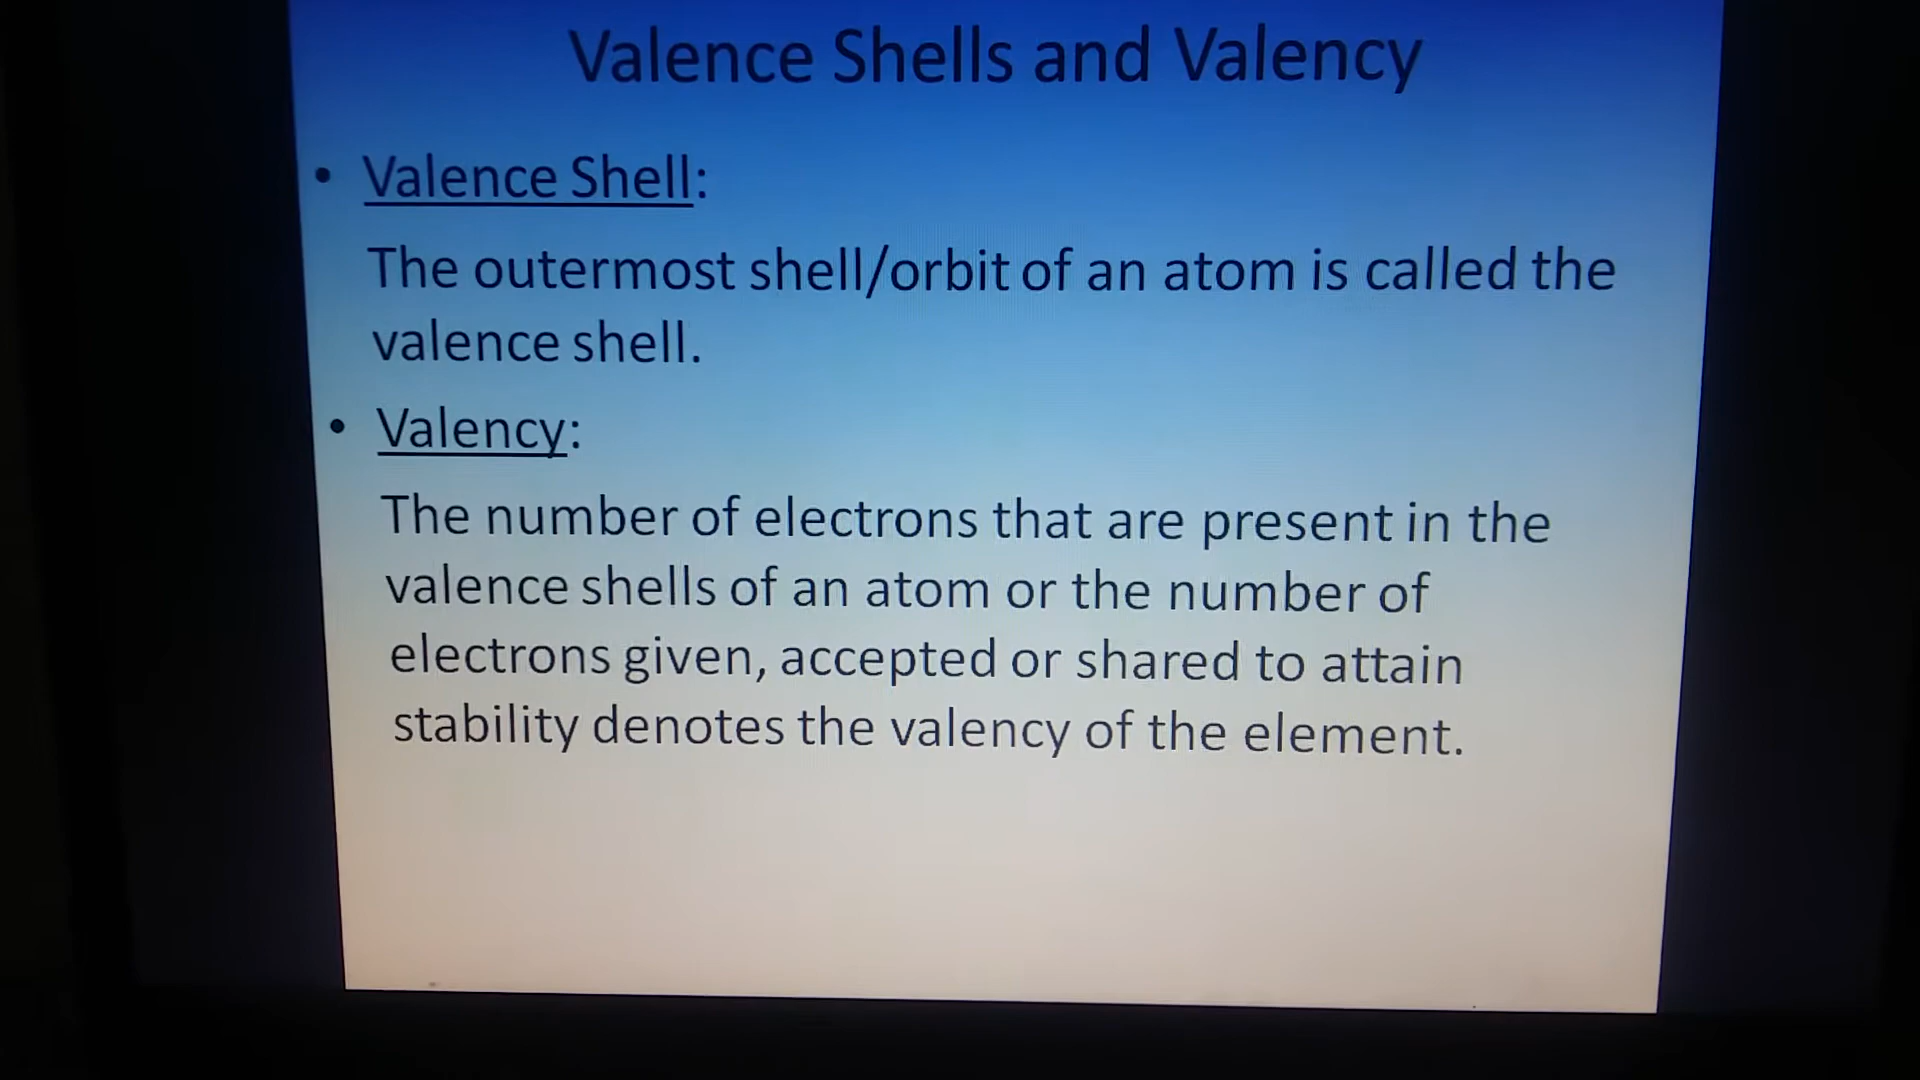 Valence Shells and Valency
• Valence Shell:
The outermost shell/orbit of an atom is called the
valence shell.
• Valency:
The number of electrons that are present in the
valence shells of an atom or the number of
electrons given, accepted or shared to attain
stability denotes the valency of the element.